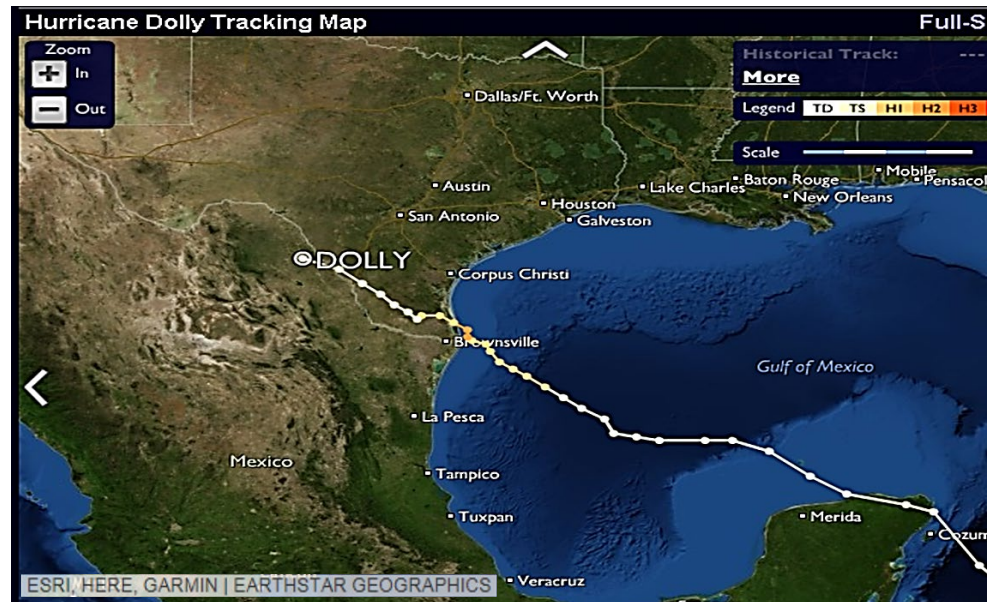 Hurricane Dolly Tracking Map
Full-S
Zoom
In
Out
Historical Track: ---
More
Legend TD TS H1 H2 H3
Scale
Dallas/Ft. Worth
Austin
San Antonio
Houston
Galveston
Lake Charles
Baton Rouge
Mobile
Pensacol
New Orleans
DOLLY
Corpus Christi
Brownsville
Gulf of Mexico
La Pesca
Mexico
Tampico
Tuxpan
Merida
Cozum
Veracruz
ESRI, HERE, GARMIN | EARTHSTAR GEOGRAPHICS